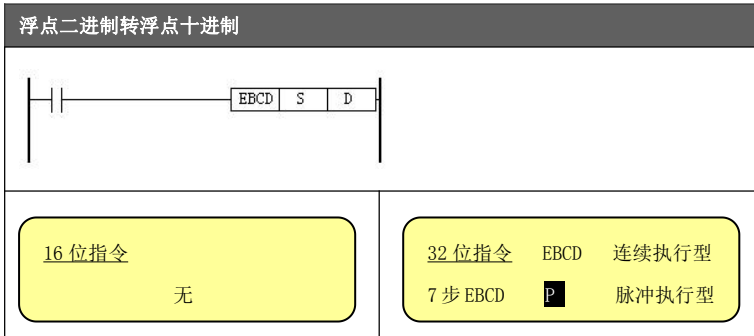 浮点二进制转浮点十进制
EBCD S D
16 位指令
无
32 位指令 EBCD 连续执行型
7 步 EBCD P 脉冲执行型